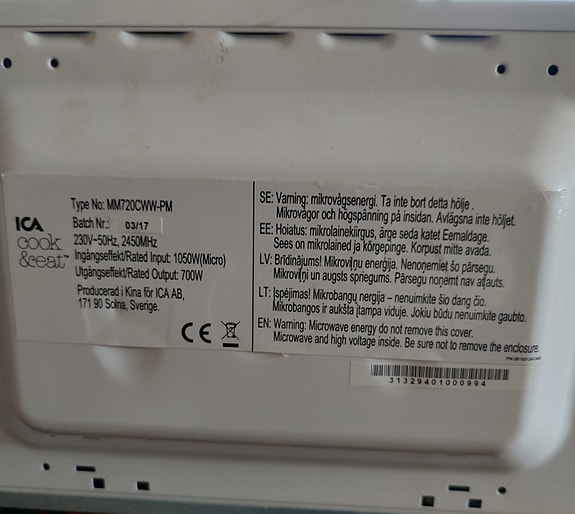 ICA
cook
&eat™
Type No: MM720CWW-PM
Batch Nr.: 03/17
230V~50Hz, 2450MHz
Ingångseffekt/Rated Input: 1050W(Micro)
Utgångseffekt/Rated Output: 700W
Producerad i Kina för ICA AB,
171 90 Solna, Sverige.
CE
SE: Varning: mikrovågsenergi. Ta inte bort detta hölje.
Mikrovågor och högspänning på insidan. Avlägsna inte höljet.
EE: Hoiatus: mikrolainekiirgus, ärge seda katet Eemaldage.
Sees on mikrolained ja kõrgepinge. Korpust mitte avada.
LV: Brīdinājums! Mikroviļņu enerģija. Nenoņemiet šo pārsegu.
Mikroviļņi un augsts spriegums. Pārsegu noņemt nav atļauts.
LT: Įspėjimas! Mikrobangų nergija – nenuimkite šio dang čio.
Mikrobangos ir aukšta įtampa viduje. Jokiu būdu nenuimkite gaubto.
EN: Warning: Microwave energy do not remove this cover.
Microwave and high voltage inside. Be sure not to remove the enclosure.
31329401000994